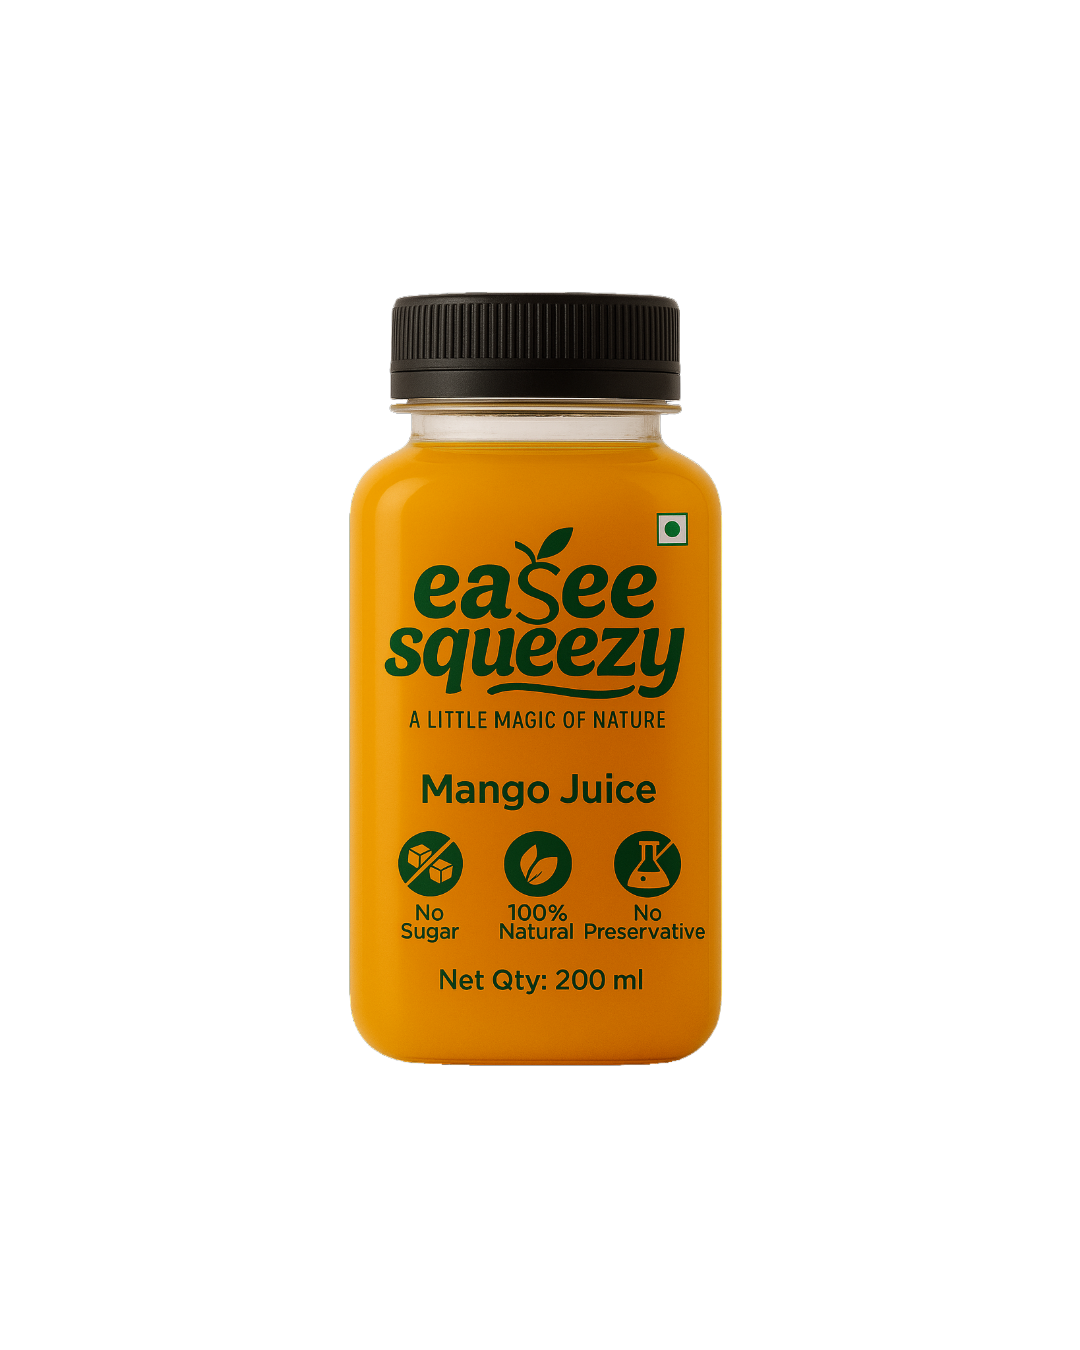 easee
squeezy
A LITTLE MAGIC OF NATURE
Mango Juice
No Sugar
100% Natural
No Preservative
Net Qty: 200 ml